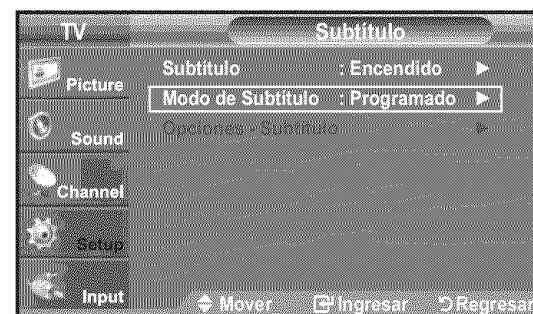 TV
Subtítulo
Picture
Sound
Channel
Setup
Input
Subtítulo : Encendido
Modo de Subtítulo : Programado
Opciones - Subtítulo
Mover Ingresar Regresar